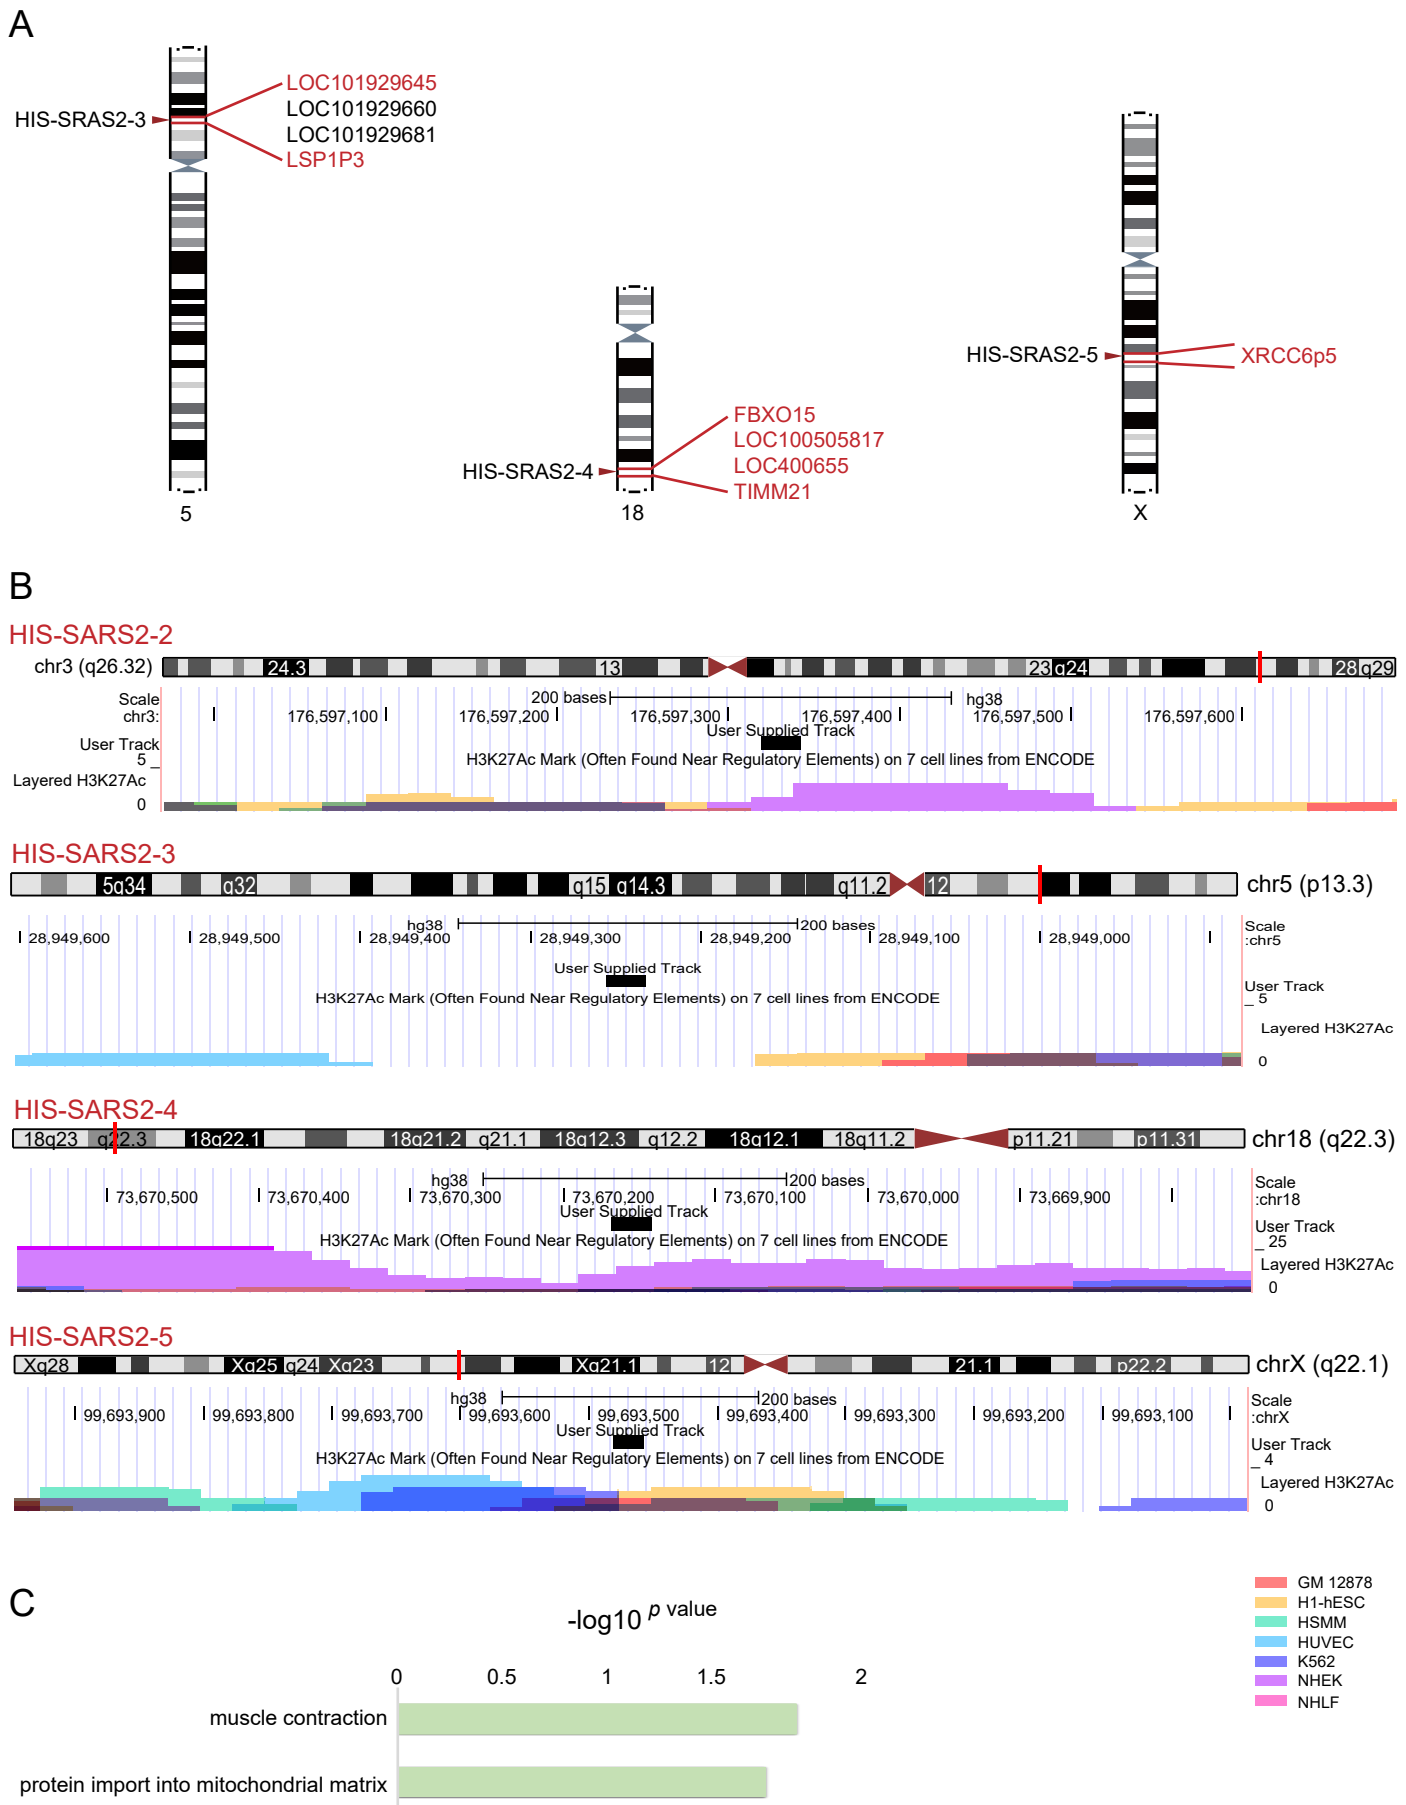 A
HIS-SRAS2-3
LOC101929645
LOC101929660
LOC101929681
LSP1P3
5
HIS-SRAS2-4
FBXO15
LOC100505817
LOC400655
TIMM21
18
HIS-SRAS2-5
XRCC6p5
X
B
HIS-SARS2-2
chr3 (q26.32) 24.3 13 23 q24 28 q29
Scale 200 bases hg38
chr3: 176,597,100 176,597,200 176,597,300 176,597,400 176,597,500 176,597,600
User Supplied Track
User Track
5 _ H3K27Ac Mark (Often Found Near Regulatory Elements) on 7 cell lines from ENCODE
Layered H3K27Ac
0
HIS-SARS2-3
5q34 q32 q15 q14.3 q11.2 12 chr5 (p13.3)
hg38 200 bases Scale
28,949,600 28,949,500 28,949,400 28,949,300 28,949,200 28,949,100 28,949,000 :chr5
User Supplied Track
User Track
H3K27Ac Mark (Often Found Near Regulatory Elements) on 7 cell lines from ENCODE _ 5
Layered H3K27Ac
0
HIS-SARS2-4
18q23 q22.3 18q22.1 18q21.2 q21.1 18q12.3 q12.2 18q12.1 18q11.2 p11.21 p11.31 chr18 (q22.3)
hg38 200 bases Scale
73,670,500 73,670,400 73,670,300 73,670,200 73,670,100 73,670,000 73,669,900 :chr18
User Supplied Track
User Track
H3K27Ac Mark (Often Found Near Regulatory Elements) on 7 cell lines from ENCODE _ 25
Layered H3K27Ac
0
HIS-SARS2-5
Xq28 Xq25 q24 Xq23 Xq21.1 12 21.1 p22.2 chrX (q22.1)
hg38 200 bases Scale
99,693,900 99,693,800 99,693,700 99,693,600 99,693,500 99,693,400 99,693,300 99,693,200 99,693,100 :chrX
User Supplied Track
User Track
H3K27Ac Mark (Often Found Near Regulatory Elements) on 7 cell lines from ENCODE _ 4
Layered H3K27Ac
0
C
-log10 p value
0 0.5 1 1.5 2
muscle contraction
protein import into mitochondrial matrix
GM 12878
H1-hESC
HSMM
HUVEC
K562
NHEK
NHLF